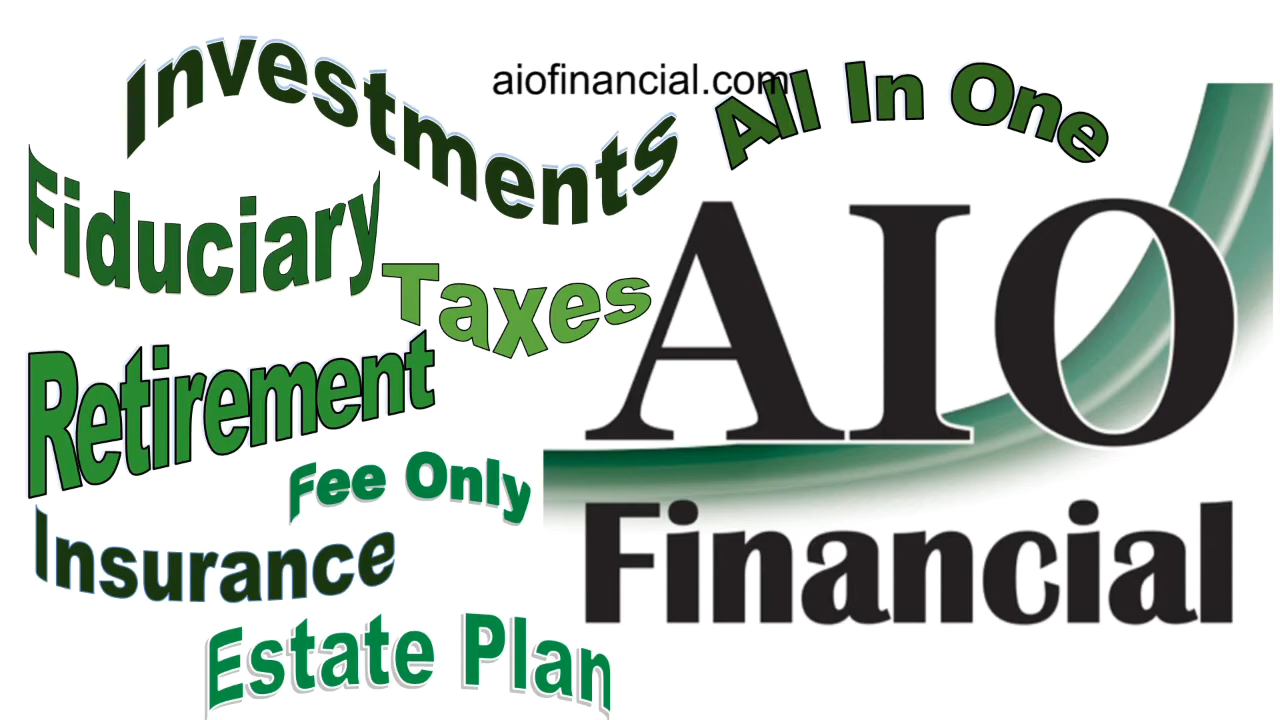 Investments
aiofinancial.com
All In One
Fiduciary
Taxes
AIO
Retirement
Fee Only
Financial
Insurance
Estate Plan